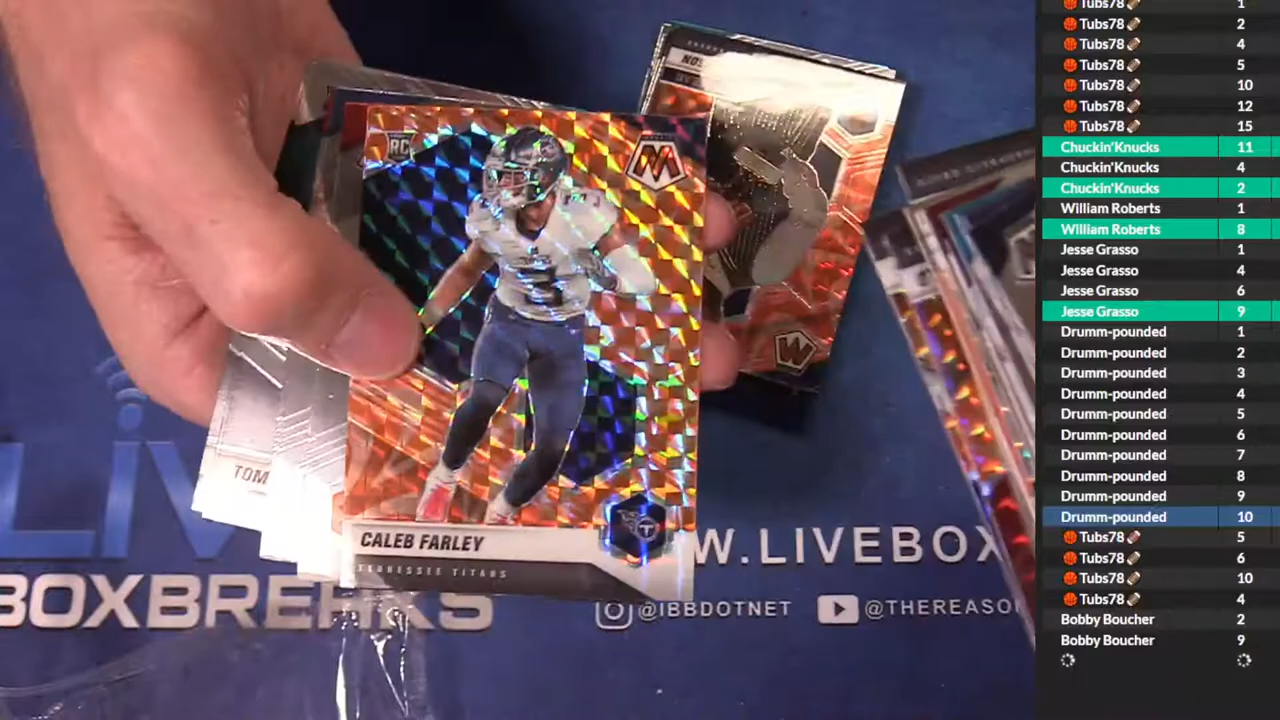 RC
CALEB FARLEY
TENNESSEE TITANS
TOM
LIV
BOXBREAKS
WWW.LIVEBOX
@IBBDOTNET
@THEREASO
Tubs78 1
Tubs78 2
Tubs78 4
Tubs78 5
Tubs78 10
Tubs78 12
Tubs78 15
Chuckin'Knucks 11
Chuckin'Knucks 4
Chuckin'Knucks 2
William Roberts 1
William Roberts 8
Jesse Grasso 1
Jesse Grasso 4
Jesse Grasso 6
Jesse Grasso 9
Drumm-pounded 1
Drumm-pounded 2
Drumm-pounded 3
Drumm-pounded 4
Drumm-pounded 5
Drumm-pounded 6
Drumm-pounded 7
Drumm-pounded 8
Drumm-pounded 9
Drumm-pounded 10
Tubs78 5
Tubs78 6
Tubs78 10
Tubs78 4
Bobby Boucher 2
Bobby Boucher 9